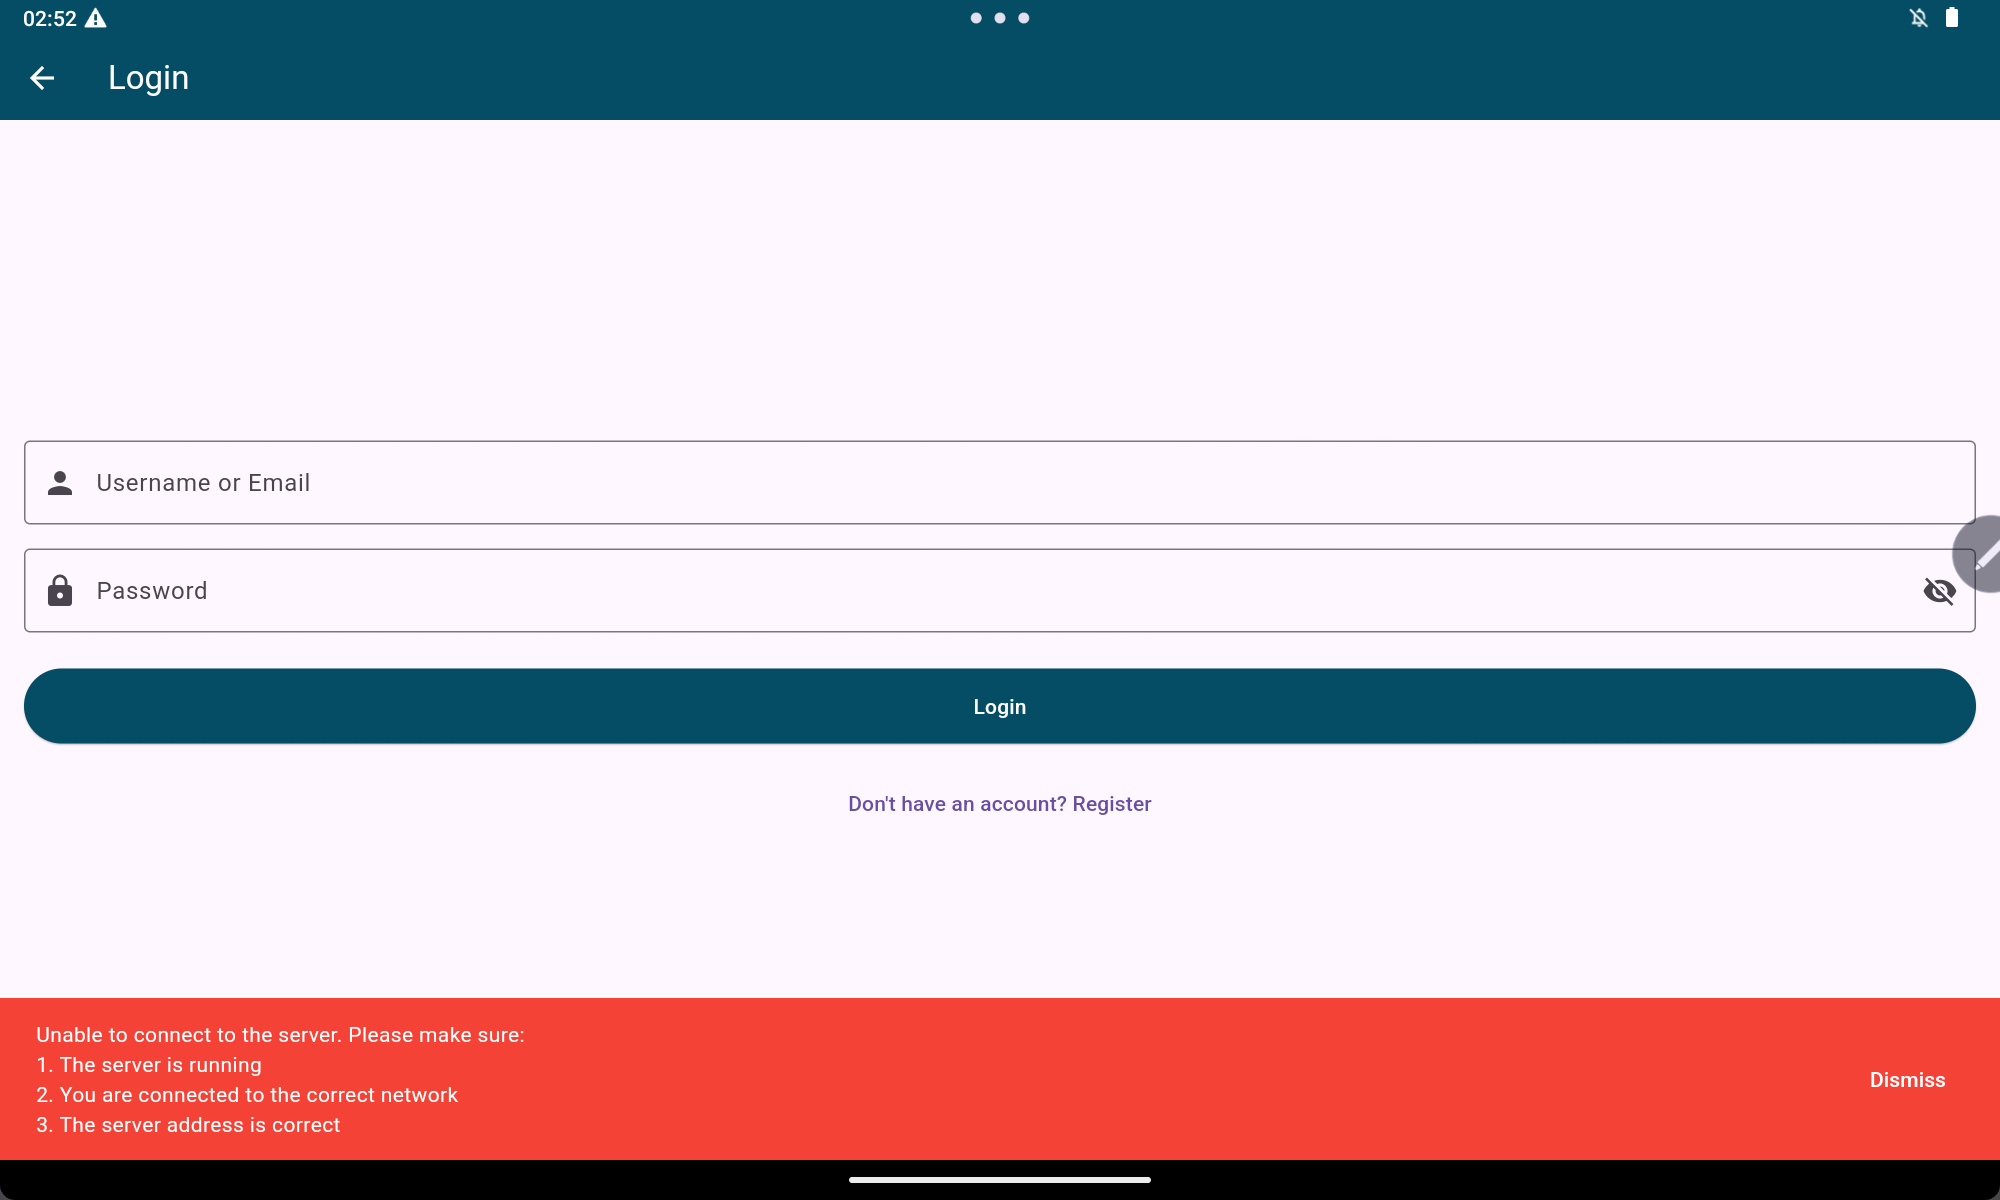 02:52
Login
Username or Email
Password
Login
Don't have an account? Register
Unable to connect to the server. Please make sure:
1. The server is running
2. You are connected to the correct network
3. The server address is correct
Dismiss